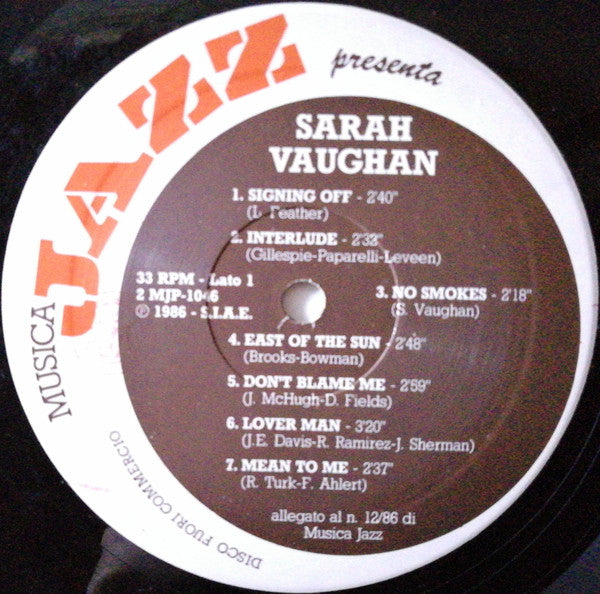 MUSICA JAZZ presenta
SARAH
VAUGHAN
1. SIGNING OFF - 2'40"
(L. Feather)
2. INTERLUDE - 2'32"
(Gillespie-Paparelli-Leveen)
33 RPM - Lato 1
2 MJP-1046
℗ 1986 - S.I.A.E.
3. NO SMOKES - 2'18"
(S. Vaughan)
4. EAST OF THE SUN - 2'48"
(Brooks-Bowman)
5. DON'T BLAME ME - 2'59"
(J. McHugh-D. Fields)
6. LOVER MAN - 3'20"
(J.E. Davis-R. Ramirez-J. Sherman)
7. MEAN TO ME - 2'37"
(R. Turk-F. Ahlert)
allegato al n. 12/86 di
Musica Jazz
DISCO FUORI COMMERCIO